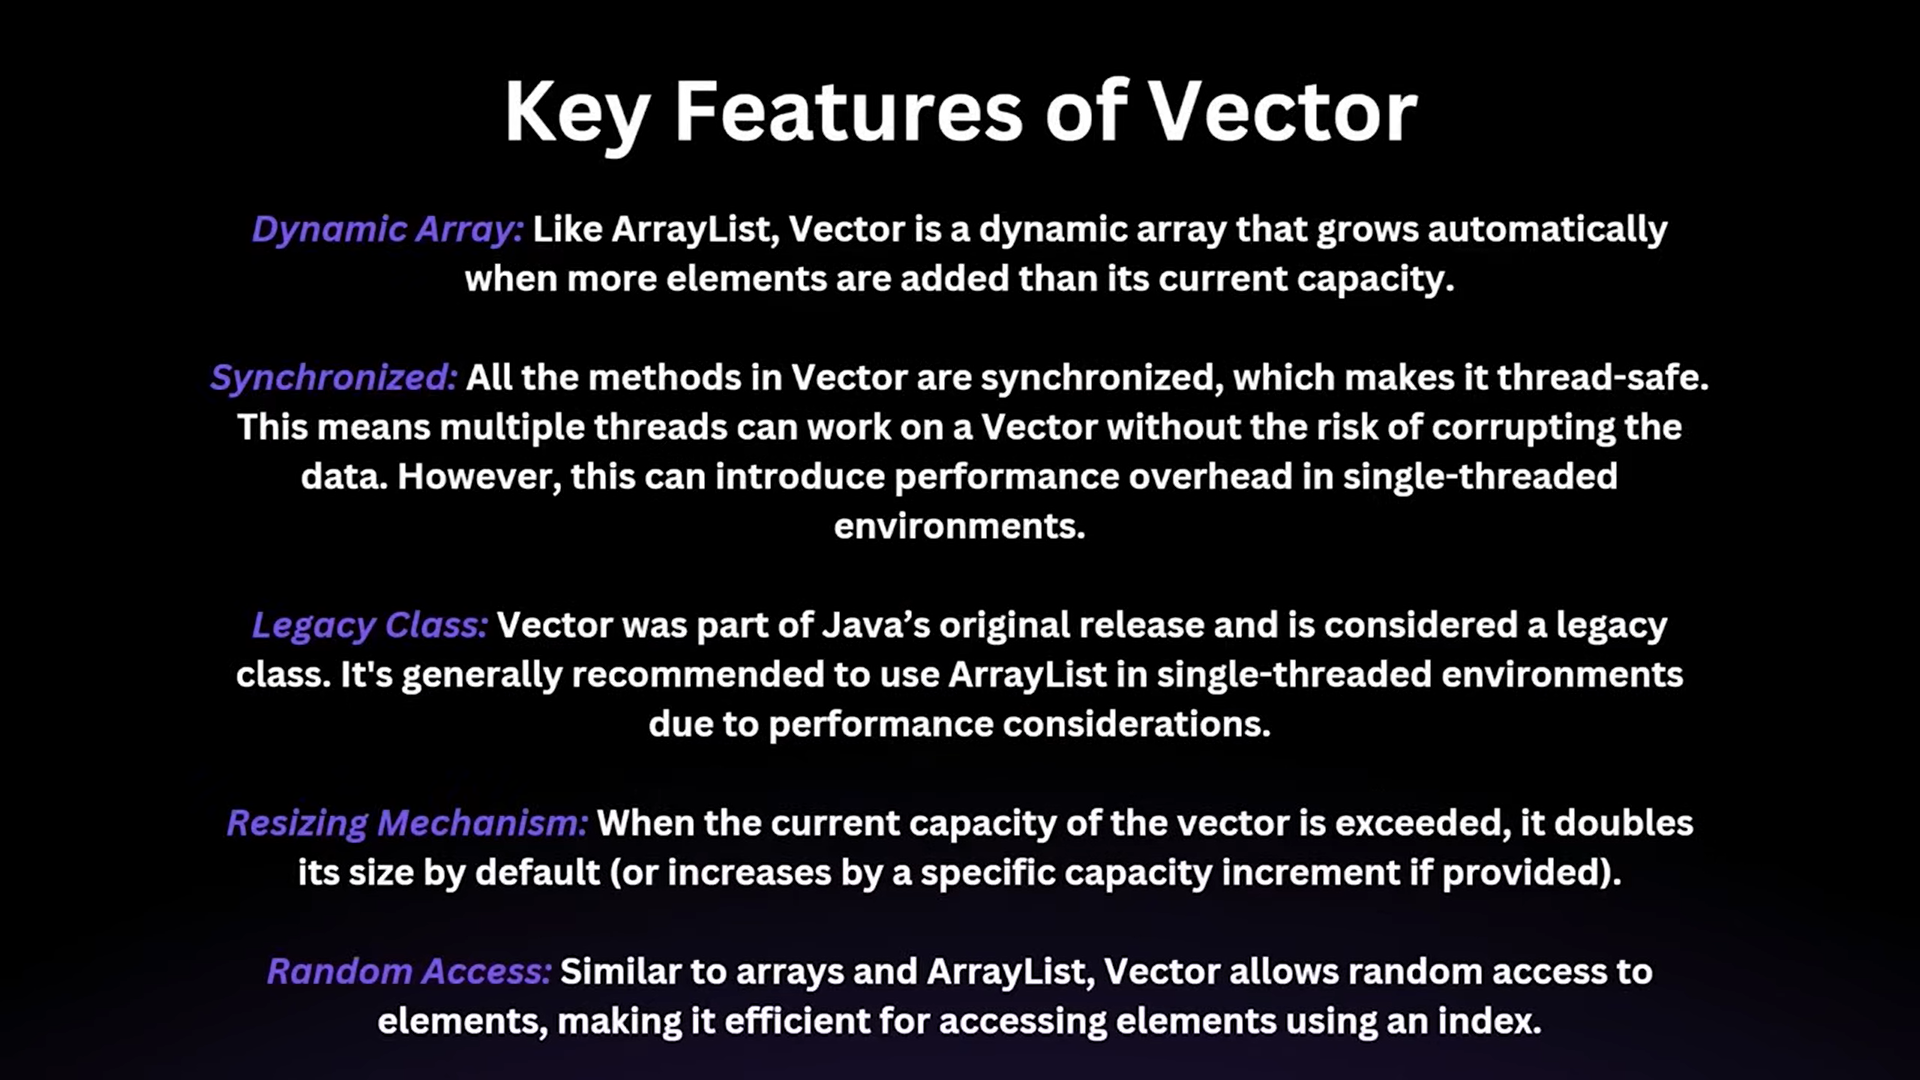 Key Features of Vector
Dynamic Array: Like ArrayList, Vector is a dynamic array that grows automatically
when more elements are added than its current capacity.
Synchronized: All the methods in Vector are synchronized, which makes it thread-safe.
This means multiple threads can work on a Vector without the risk of corrupting the
data. However, this can introduce performance overhead in single-threaded
environments.
Legacy Class: Vector was part of Java’s original release and is considered a legacy
class. It's generally recommended to use ArrayList in single-threaded environments
due to performance considerations.
Resizing Mechanism: When the current capacity of the vector is exceeded, it doubles
its size by default (or increases by a specific capacity increment if provided).
Random Access: Similar to arrays and ArrayList, Vector allows random access to
elements, making it efficient for accessing elements using an index.